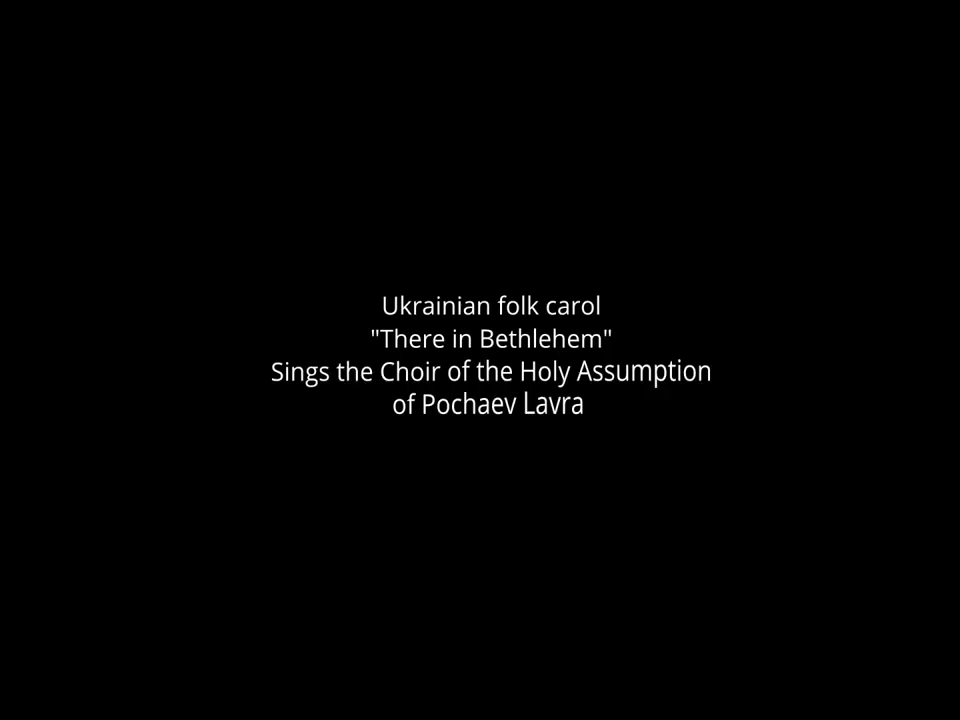 Ukrainian folk carol
"There in Bethlehem"
Sings the Choir of the Holy Assumption
of Pochaev Lavra